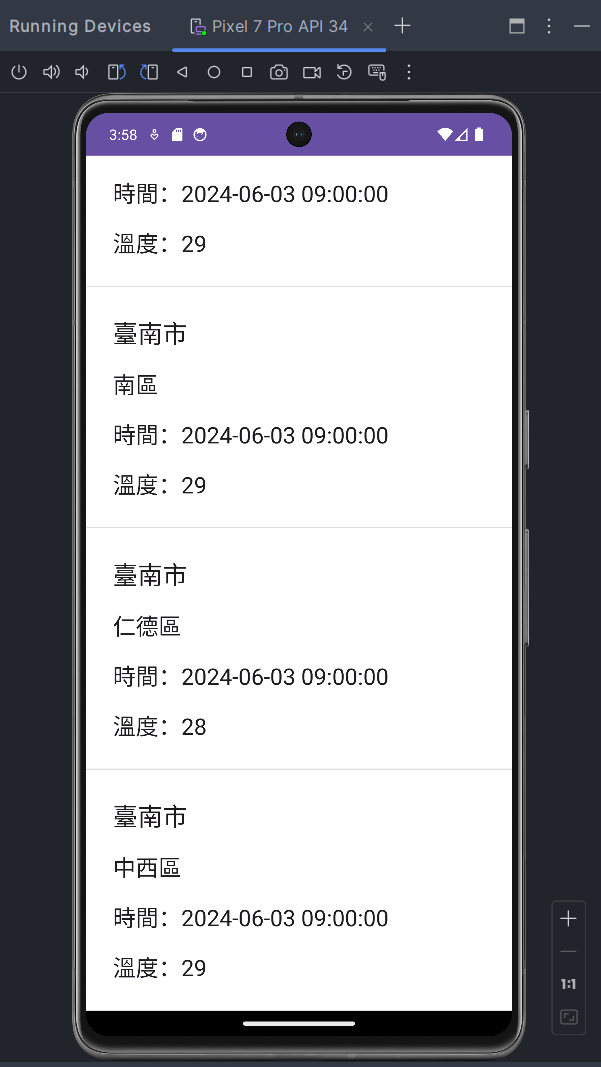 Running Devices
Pixel 7 Pro API 34
3:58
時間：2024-06-03 09:00:00
溫度：29
臺南市
南區
時間：2024-06-03 09:00:00
溫度：29
臺南市
仁德區
時間：2024-06-03 09:00:00
溫度：28
臺南市
中西區
時間：2024-06-03 09:00:00
溫度：29
1:1